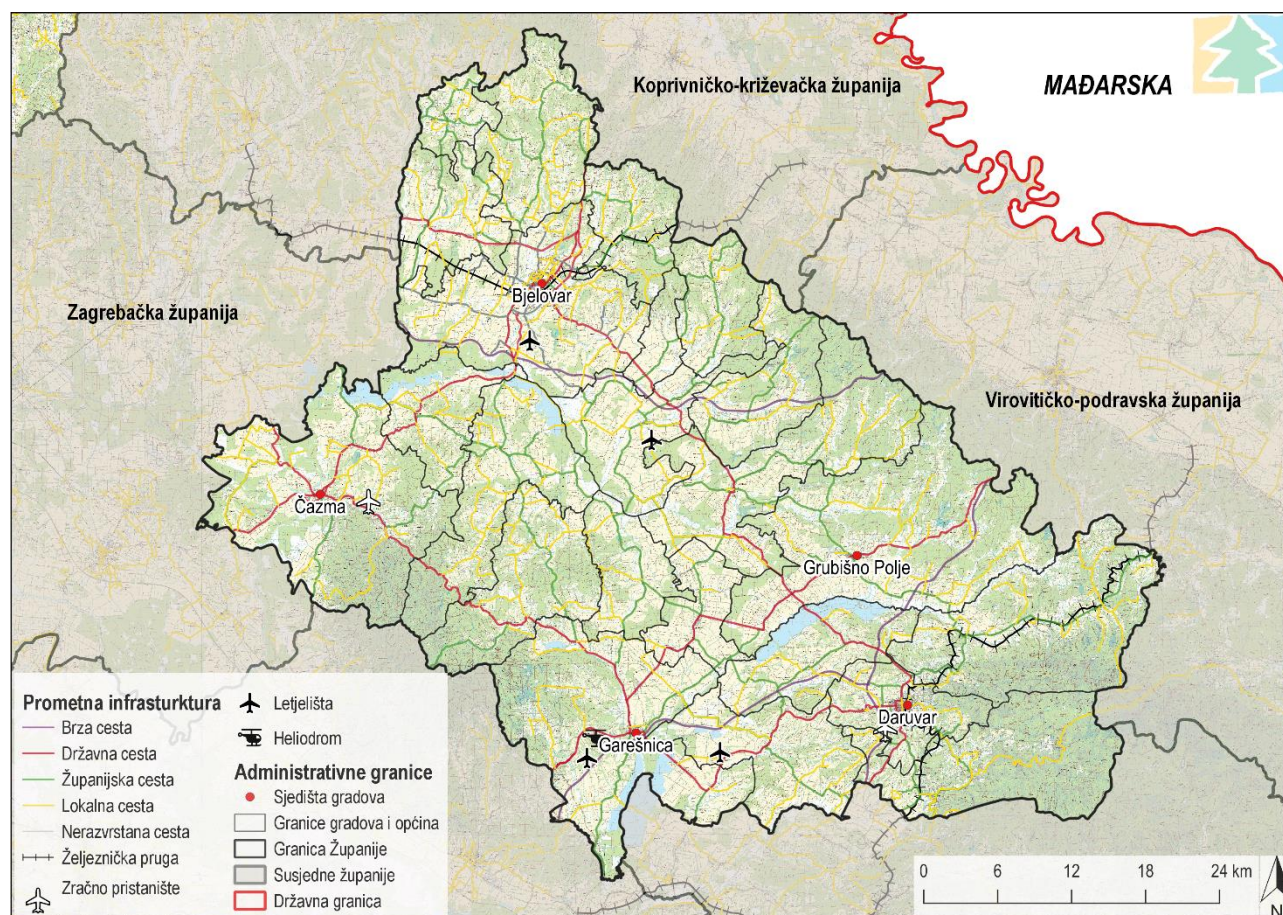 Koprivničko-križevačka županija
MAĐARSKA
Zagrebačka županija
Bjelovar
Virovitičko-podravska županija
Čazma
Grubišno Polje
Daruvar
Garešnica
Prometna infrasturktura
Brza cesta
Državna cesta
Županijska cesta
Lokalna cesta
Nerazvrstana cesta
Željeznička pruga
Zračno pristanište
Letjelišta
Heliodrom
Administrativne granice
Sjedišta gradova
Granice gradova i općina
Granica Županije
Susjedne županije
Državna granica
0 6 12 18 24 km
N